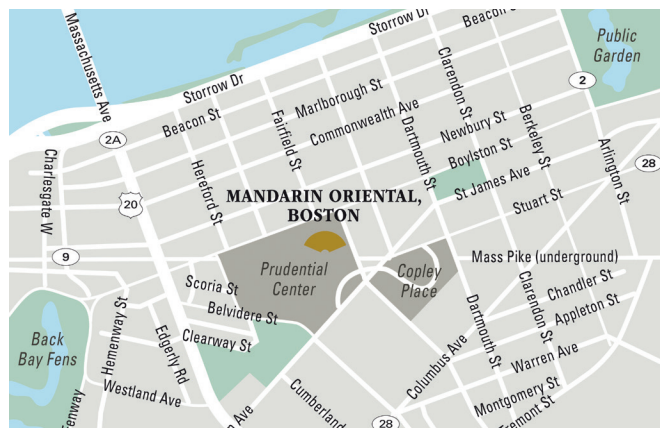 Massachusetts Ave
Storrow Dr
Beacon St
Public
Garden
2
Storrow Dr
Clarendon St
Marlborough St
Commonwealth Ave
Beacon St
Fairfield St
Newbury St
Berkeley St
Dartmouth St
Boylston St
2A
Charlesgate W
Hereford St
Arlington St
28
St James Ave
20
MANDARIN ORIENTAL,
BOSTON
Stuart St
9
Mass Pike (underground)
Prudential
Center
Copley
Place
Scoria St
Belvidere St
Chandler St
Clarendon St
Appleton St
Dartmouth St
Back
Bay Fens
Hemenway St
Edgerly Rd
Clearway St
Columbus Ave
Warren Ave
Westland Ave
Montgomery St
Cumberland
28